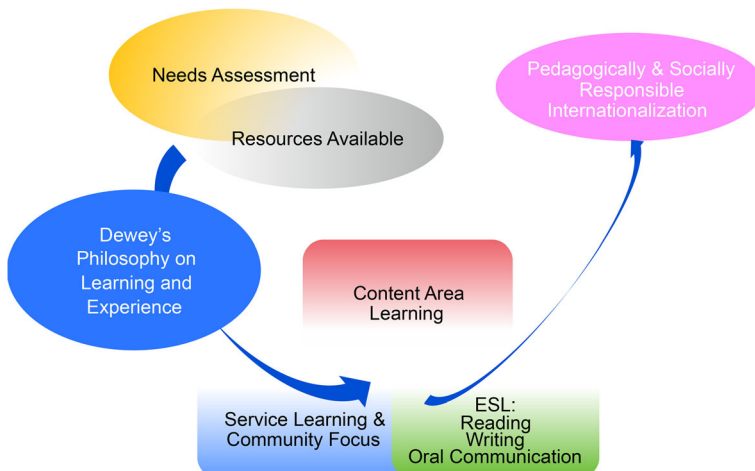 Needs Assessment
Resources Available
Pedagogically & Socially
Responsible
Internationalization
Dewey's
Philosophy on
Learning and
Experience
Content Area
Learning
Service Learning &
Community Focus
ESL:
Reading
Writing
Oral Communication